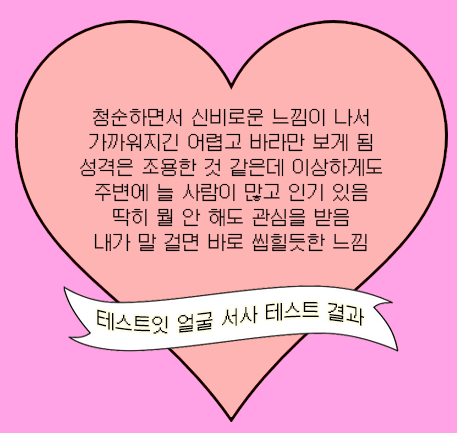 청순하면서 신비로운 느낌이 나서
가까워지긴 어렵고 바라만 보게 됨
성격은 조용한 것 같은데 이상하게도
주변에 늘 사람이 많고 인기 있음
딱히 뭘 안 해도 관심을 받음
내가 말 걸면 바로 씹힐듯한 느낌
테스트잇 얼굴 서사 테스트 결과